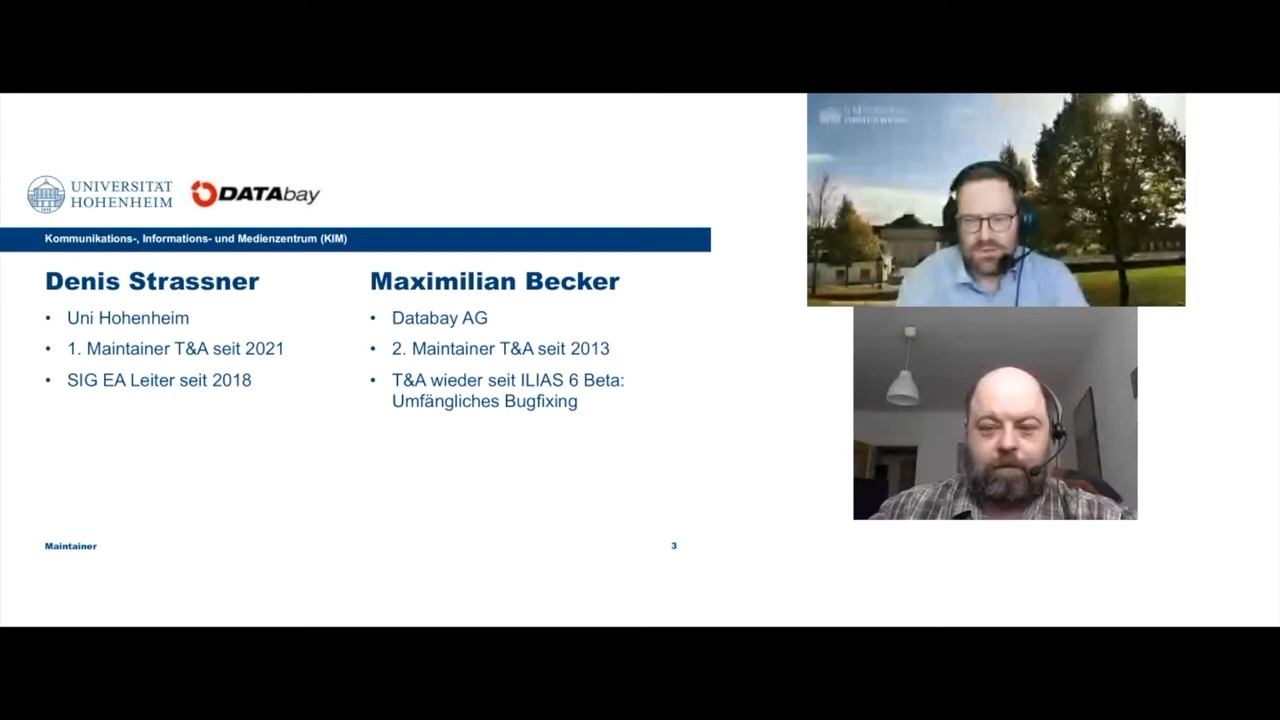 UNIVERSITÄT
HOHENHEIM
DATAbay
Kommunikations-, Informations- und Medienzentrum (KIM)
Denis Strassner
• Uni Hohenheim
• 1. Maintainer T&A seit 2021
• SIG EA Leiter seit 2018
Maximilian Becker
• Databay AG
• 2. Maintainer T&A seit 2013
• T&A wieder seit ILIAS 6 Beta:
Umfängliches Bugfixing
Maintainer
3
HOHENHEIM